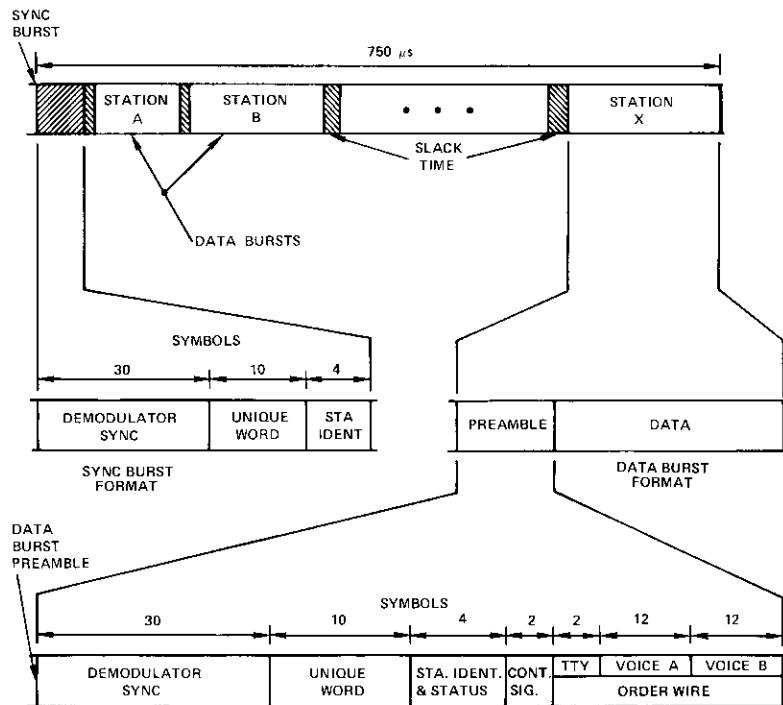 SYNC
BURST
750 μs
STATION
A
STATION
B
• • •
STATION
X
SLACK
TIME
DATA BURSTS
SYMBOLS
30
10
4
DEMODULATOR
SYNC
UNIQUE
WORD
STA
IDENT
SYNC BURST
FORMAT
PREAMBLE
DATA
DATA BURST
FORMAT
DATA
BURST
PREAMBLE
SYMBOLS
30
10
4
2
2
12
12
DEMODULATOR
SYNC
UNIQUE
WORD
STA. IDENT.
& STATUS
CONT.
SIG.
TTY
VOICE A
VOICE B
ORDER WIRE